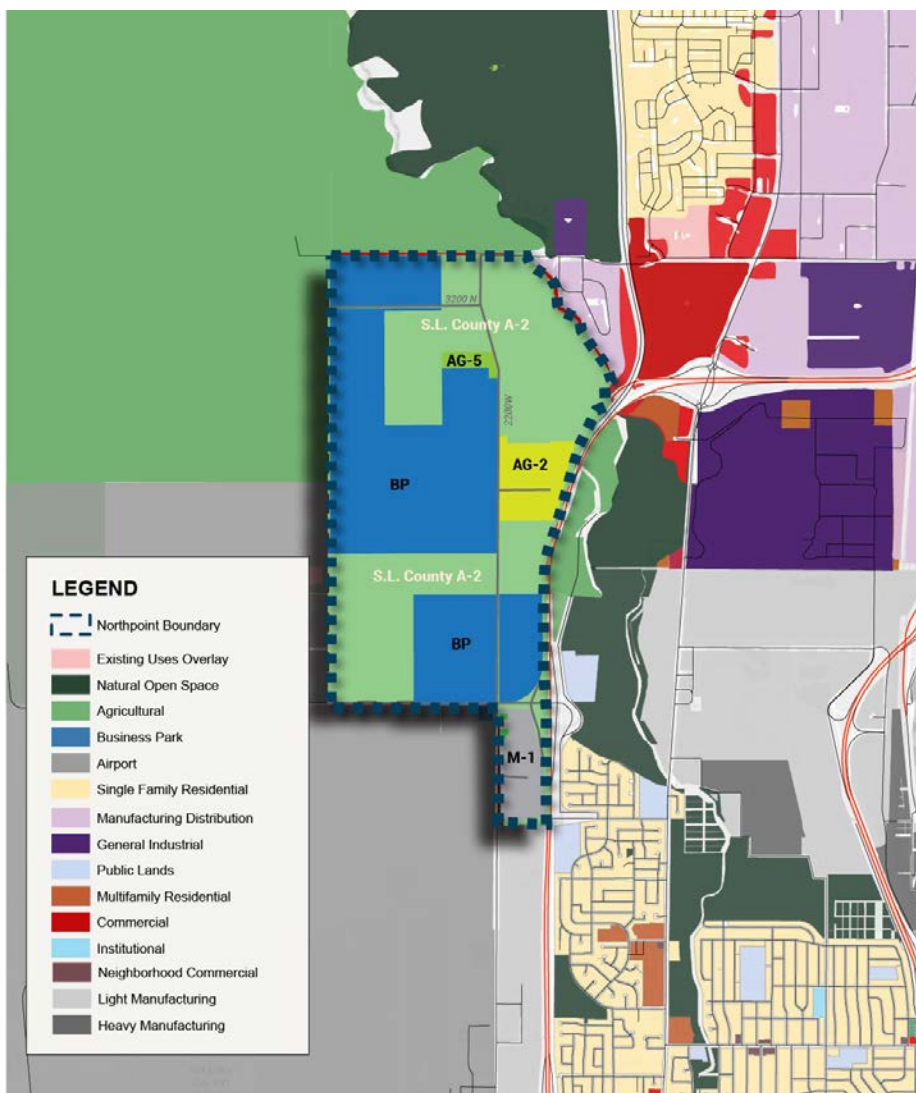 3200 N
S.L. County A-2
AG-5
2200W
AG-2
BP
S.L. County A-2
BP
M-1
LEGEND
Northpoint Boundary
Existing Uses Overlay
Natural Open Space
Agricultural
Business Park
Airport
Single Family Residential
Manufacturing Distribution
General Industrial
Public Lands
Multifamily Residential
Commercial
Institutional
Neighborhood Commercial
Light Manufacturing
Heavy Manufacturing